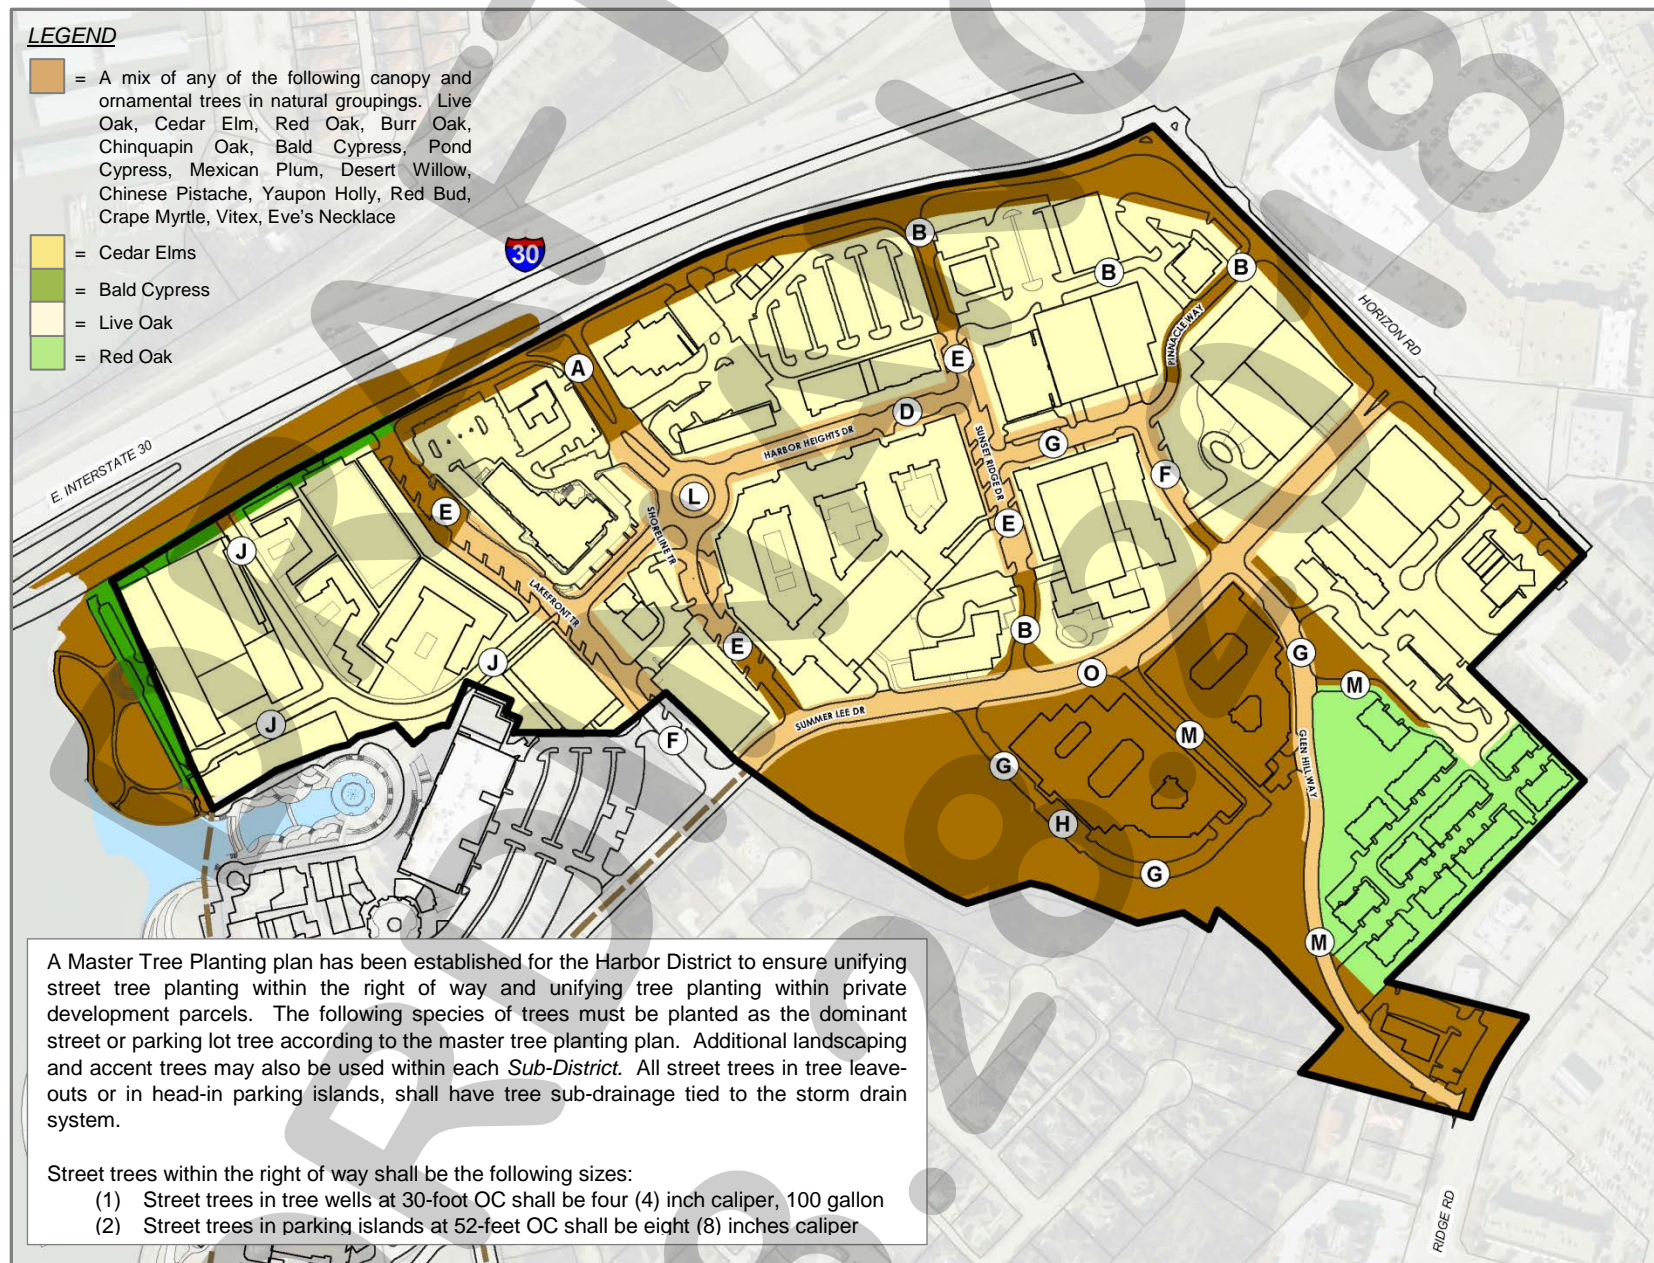 LEGEND
= A mix of any of the following canopy and
ornamental trees in natural groupings. Live
Oak, Cedar Elm, Red Oak, Burr Oak,
Chinquapin Oak, Bald Cypress, Pond
Cypress, Mexican Plum, Desert Willow,
Chinese Pistache, Yaupon Holly, Red Bud,
Crape Myrtle, Vitex, Eve's Necklace
= Cedar Elms
= Bald Cypress
= Live Oak
= Red Oak
30
E. INTERSTATE 30
HORIZON RD
B
B
B
PINNACLE WAY
A
E
D
HARBOR HEIGHTS DR
SUNSET RIDGE DR
G
F
L
E
SHORELINE TR
E
J
LAKEFRONT TR
B
E
G
J
O
M
SUMMER LEE DR
J
F
M
GLEN HILL WAY
G
H
G
M
RIDGE RD
A Master Tree Planting plan has been established for the Harbor District to ensure unifying
street tree planting within the right of way and unifying tree planting within private
development parcels. The following species of trees must be planted as the dominant
street or parking lot tree according to the master tree planting plan. Additional landscaping
and accent trees may also be used within each Sub-District. All street trees in tree leave-
outs or in head-in parking islands, shall have tree sub-drainage tied to the storm drain
system.
Street trees within the right of way shall be the following sizes:
(1) Street trees in tree wells at 30-foot OC shall be four (4) inch caliper, 100 gallon
(2) Street trees in parking islands at 52-feet OC shall be eight (8) inches caliper